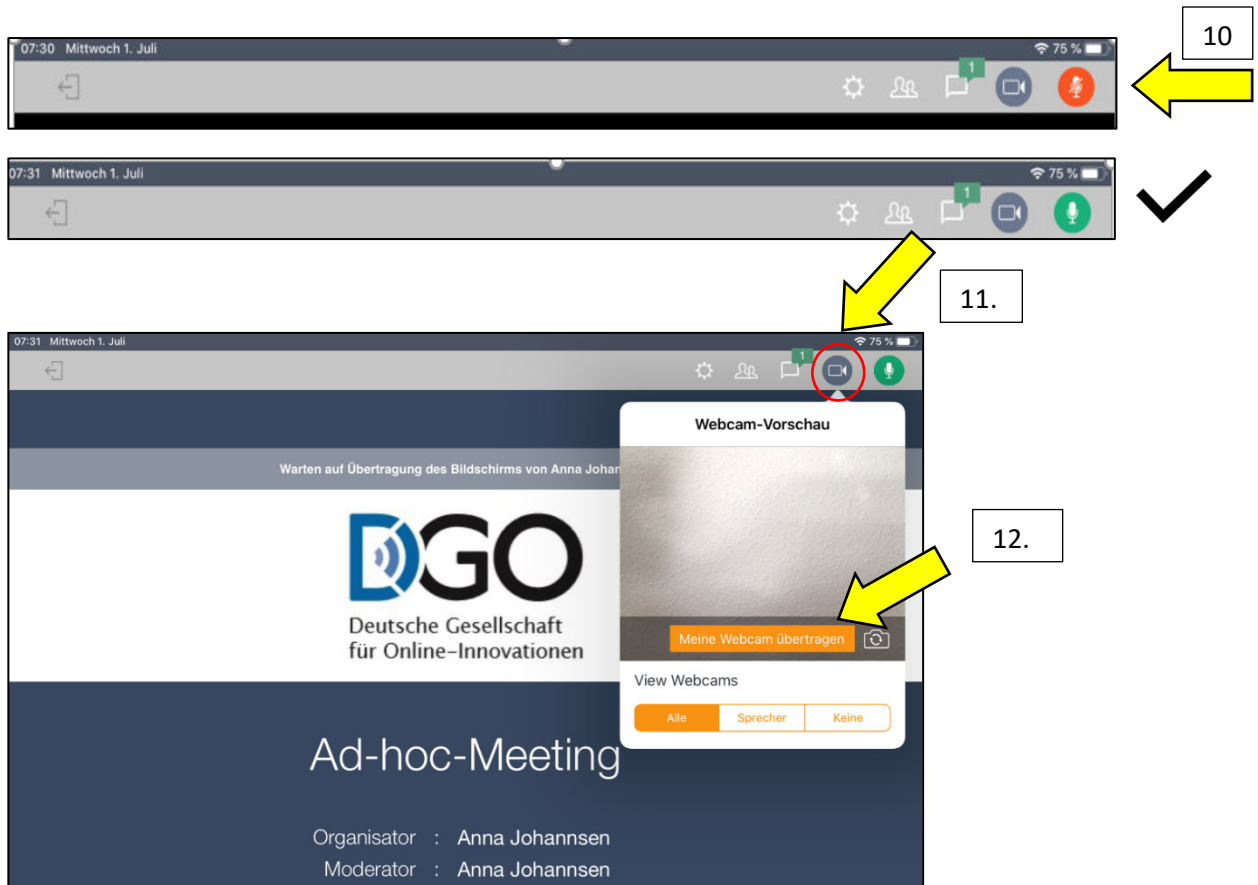 10
07:30 Mittwoch 1. Juli 75 %
1
07:31 Mittwoch 1. Juli 75 %
1
11.
07:31 Mittwoch 1. Juli 75 %
1
Webcam-Vorschau
Warten auf Übertragung des Bildschirms von Anna
12.
DGO
Deutsche Gesellschaft
für Online-Innovationen
Meine Webcam übertragen
View Webcams
Alle Sprecher Keine
Ad-hoc-Meeting
Organisator : Anna Johannsen
Moderator : Anna Johannsen